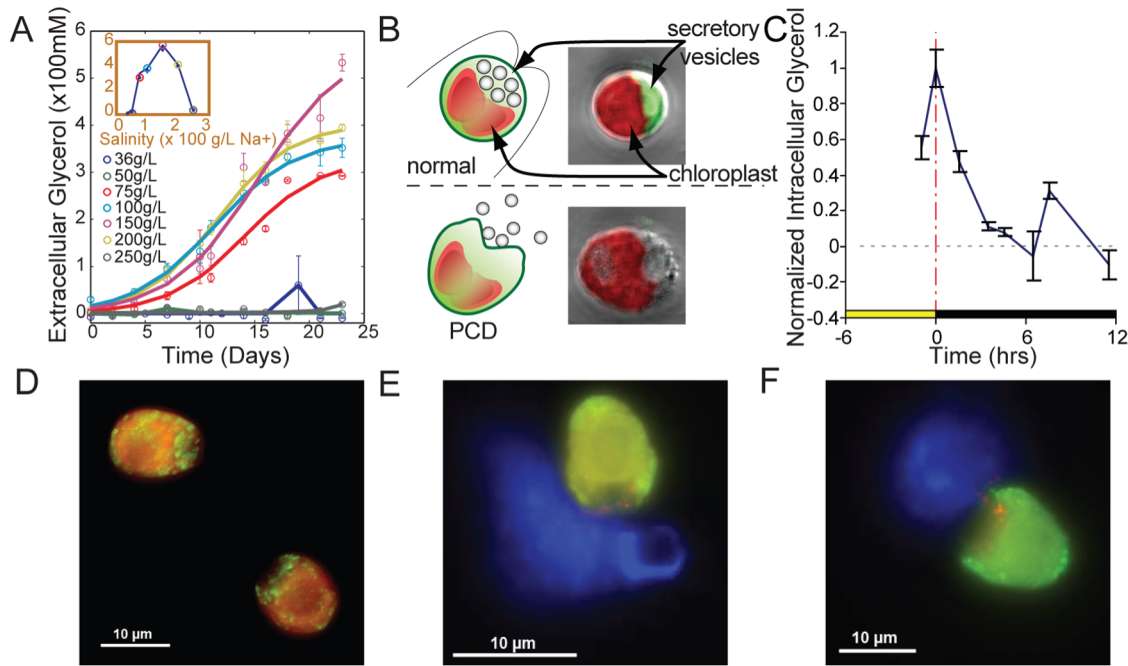 A
Extracellular Glycerol (x100mM)
6
5
4
3
2
1
0
6
4
2
0
0 1 2 3
Salinity (x 100 g/L Na+)
36g/L
50g/L
75g/L
100g/L
150g/L
200g/L
250g/L
0 5 10 15 20 25
Time (Days)
B
secretory
vesicles
normal
chloroplast
PCD
C
Normalized Intracellular Glycerol
1.2
1
0.8
0.6
0.4
0.2
0
-0.2
-0.4
-6 0 6 12
Time (hrs)
D
10 μm
E
10 μm
F
10 μm